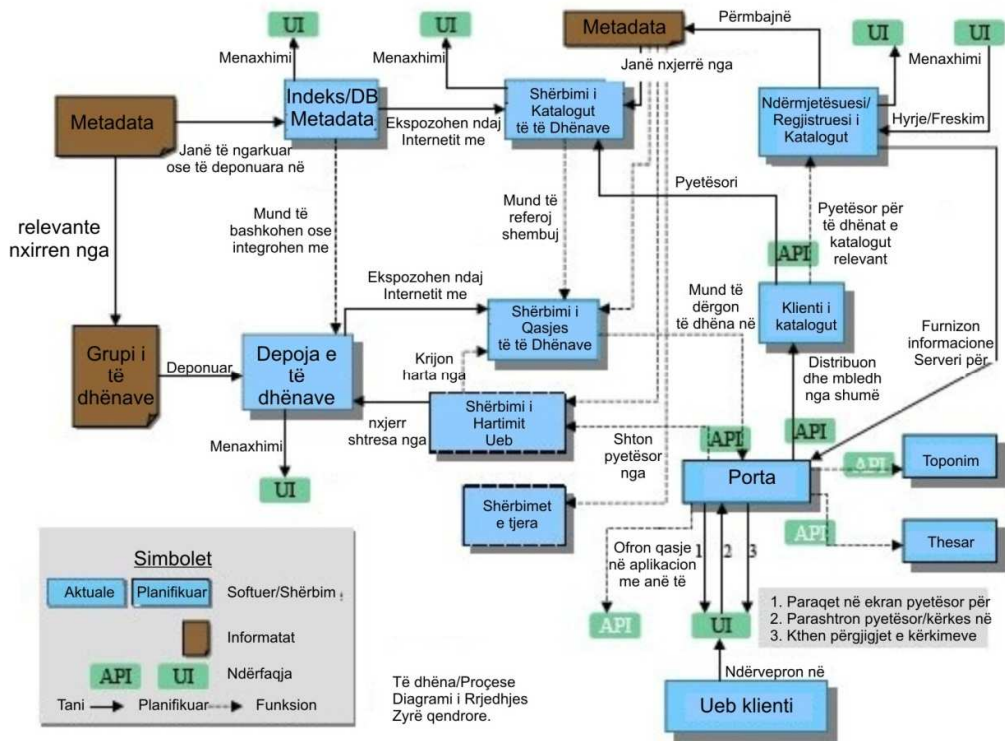 UI
UI
Metadata
Përmbajnë
UI
UI
Menaxhimi
Menaxhimi
Janë nxjerrë nga
Menaxhimi
Indeks/DB
Metadata
Shërbimi i
Katalogut
të të Dhënave
Ndërmjetësuesi/
Regjistruesi i
Katalogut
Metadata
Ekspozohen ndaj
Internetit me
Hyrje/Freskim
Janë të ngarkuar
ose të deponuara në
Pyetësori
relevante
nxirren nga
Mund të
bashkohen ose
integrohen me
Mund të
referoj
shembuj
Pyetësor për
të dhënat e
katalogut
relevant
API
Ekspozohen ndaj
Internetit me
Mund të
dërgon
të dhëna në
Klienti i
katalogut
Shërbimi i
Qasjes
të të Dhënave
Furnizon
informacione
Serveri për
Grupi i
të
dhënave
Deponuar
Depoja e
të
dhënave
Krijon
harta nga
Distribuon
dhe mbledh
nga shumë
nxjerr
shtresa nga
Shërbimi i
Hartimit
Ueb
Menaxhimi
Shton
pyetësor
nga
API
API
UI
Porta
API
Toponim
Shërbimet
e tjera
API
Thesar
Ofron qasje
në aplikacion
me anë të
1
2
3
API
UI
1. Paraqet në ekran pyetësor për
2. Parashtron pyetësor/kërkes në
3. Kthen përgjigjet e kërkimeve
Simbolet
Aktuale
Planifikuar
Softuer/Shërbim
Informatat
API
UI
Ndërfaqja
Tani
Planifikuar
Funksion
Të dhëna/Proçese
Diagrami i Rrjedhjes
Zyrë qendrore.
Ndërvepron në
Ueb klienti